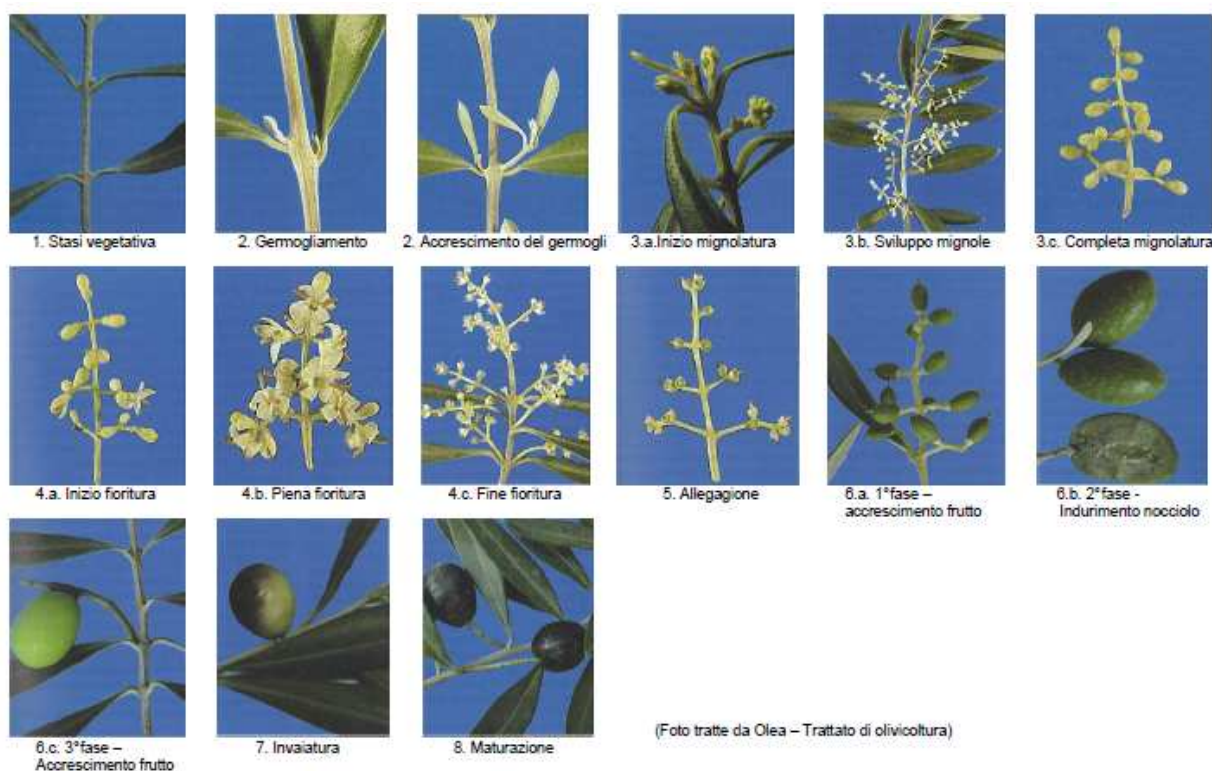 1. Stasi vegetativa
2. Germogliamento
2. Accrescimento del germogli
3.a.Inizio mignolatura
3.b. Sviluppo mignole
3.c. Completa mignolatura
4.a. Inizio fioritura
4.b. Piena fioritura
4.c. Fine fioritura
5. Allegagione
6.a. 1°fase –
accrescimento frutto
6.b. 2°fase -
Indurimento nocciolo
6.c. 3°fase –
Accrescimento frutto
7. Invaiatura
8. Maturazione
(Foto tratte da Olea – Trattato di olivicoltura)